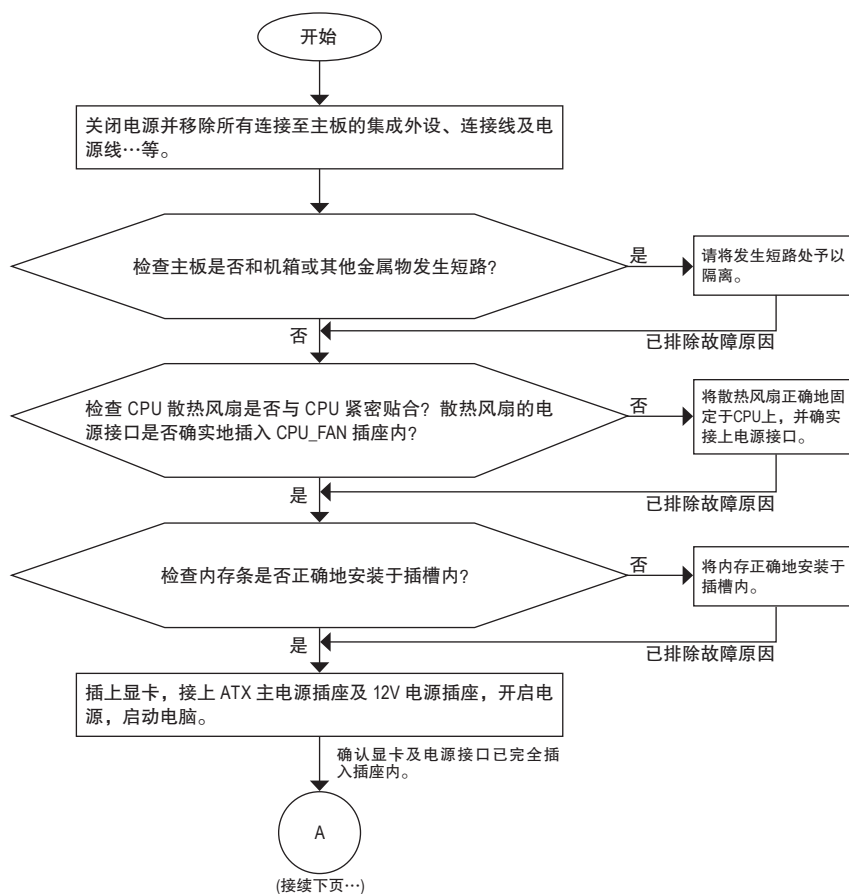 开始
关闭电源并移除所有连接至主板的集成外设、连接线及电
源线…等。
检查主板是否和机箱或其他金属物发生短路?
是
请将发生短路处予以
隔离。
已排除故障原因
否
检查 CPU 散热风扇是否与 CPU 紧密贴合? 散热风扇的电
源接口是否确实地插入 CPU_FAN 插座内?
否
将散热风扇正确地固
定于CPU上, 并确实
接上电源接口。
已排除故障原因
是
检查内存条是否正确地安装于插槽内?
否
将内存正确地安装于
插槽内。
已排除故障原因
是
插上显卡, 接上 ATX 主电源插座及 12V 电源插座, 开启电
源, 启动电脑。
确认显卡及电源接口已完全插
入插座内。
A
(接续下页…)